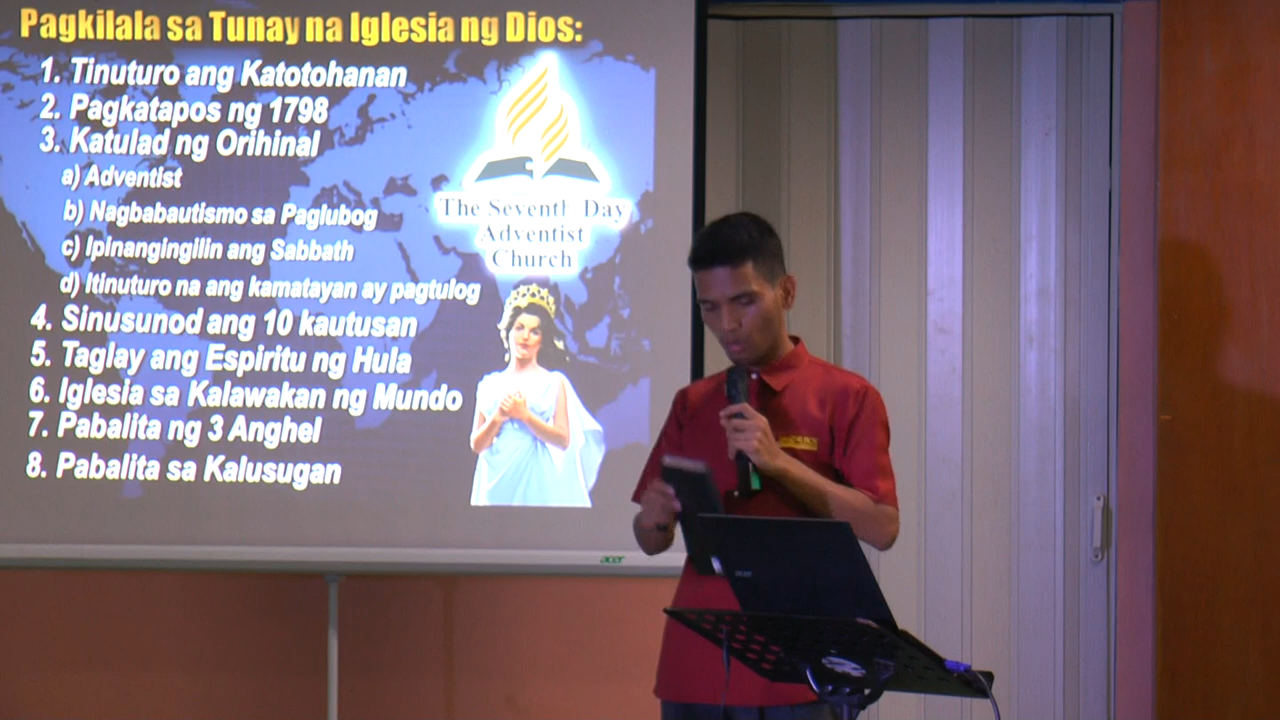 Pagkilala sa Tunay na Iglesia ng Dios:
1. Tinuturo ang Katotohanan
2. Pagkatapos ng 1798
3. Katulad ng Orihinal
a) Adventist
b) Nagbabautismo sa Paglubog
c) Ipinangingilin ang Sabbath
d) Itinuturo na ang kamatayan ay pagtulog
4. Sinusunod ang 10 kautusan
5. Taglay ang Espiritu ng Hula
6. Iglesia sa Kalawakan ng Mundo
7. Pabalita ng 3 Anghel
8. Pabalita sa Kalusugan
The Seventh Day
Adventist
Church
acer
acer